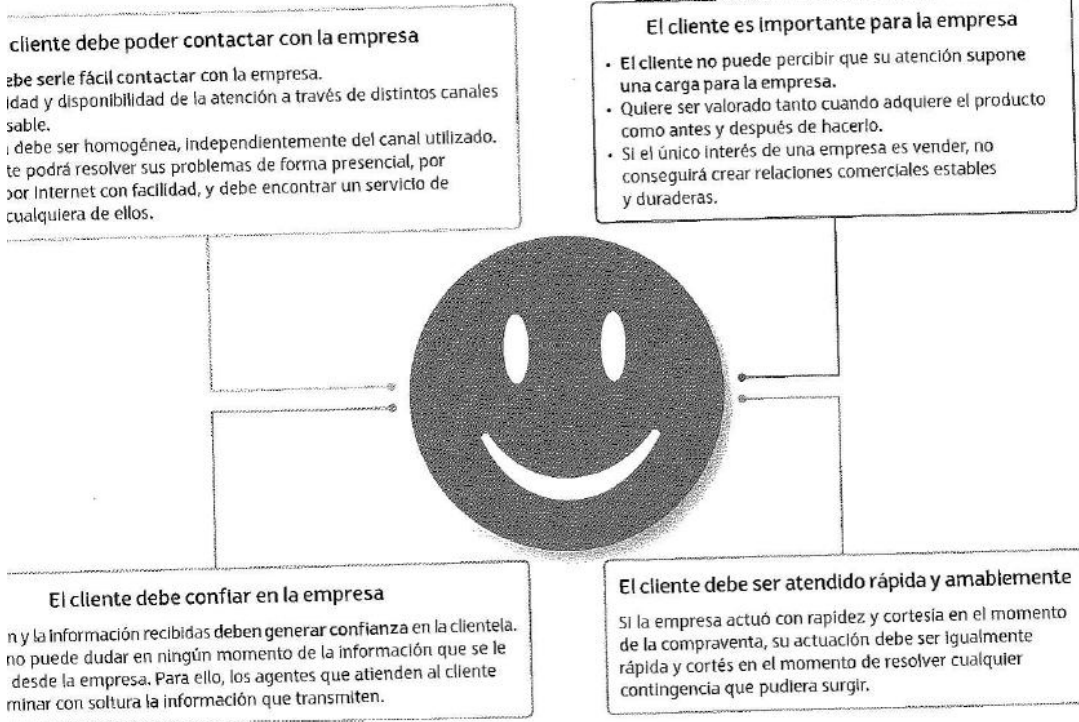 cliente debe poder contactar con la empresa
ebe serle fácil contactar con la empresa.
idad y disponibilidad de la atención a través de distintos canales
sable.
debe ser homogénea, independientemente del canal utilizado.
te podrá resolver sus problemas de forma presencial, por
por Internet con facilidad, y debe encontrar un servicio de
cualquiera de ellos.
El cliente es importante para la empresa
• El cliente no puede percibir que su atención supone
una carga para la empresa.
• Quiere ser valorado tanto cuando adquiere el producto
como antes y después de hacerlo.
• Si el único interés de una empresa es vender, no
conseguirá crear relaciones comerciales estables
y duraderas.
El cliente debe confiar en la empresa
n y la información recibidas deben generar confianza en la clientela.
no puede dudar en ningún momento de la información que se le
desde la empresa. Para ello, los agentes que atienden al cliente
minar con soltura la información que transmiten.
El cliente debe ser atendido rápida y amablemente
Si la empresa actuó con rapidez y cortesía en el momento
de la compraventa, su actuación debe ser igualmente
rápida y cortés en el momento de resolver cualquier
contingencia que pudiera surgir.